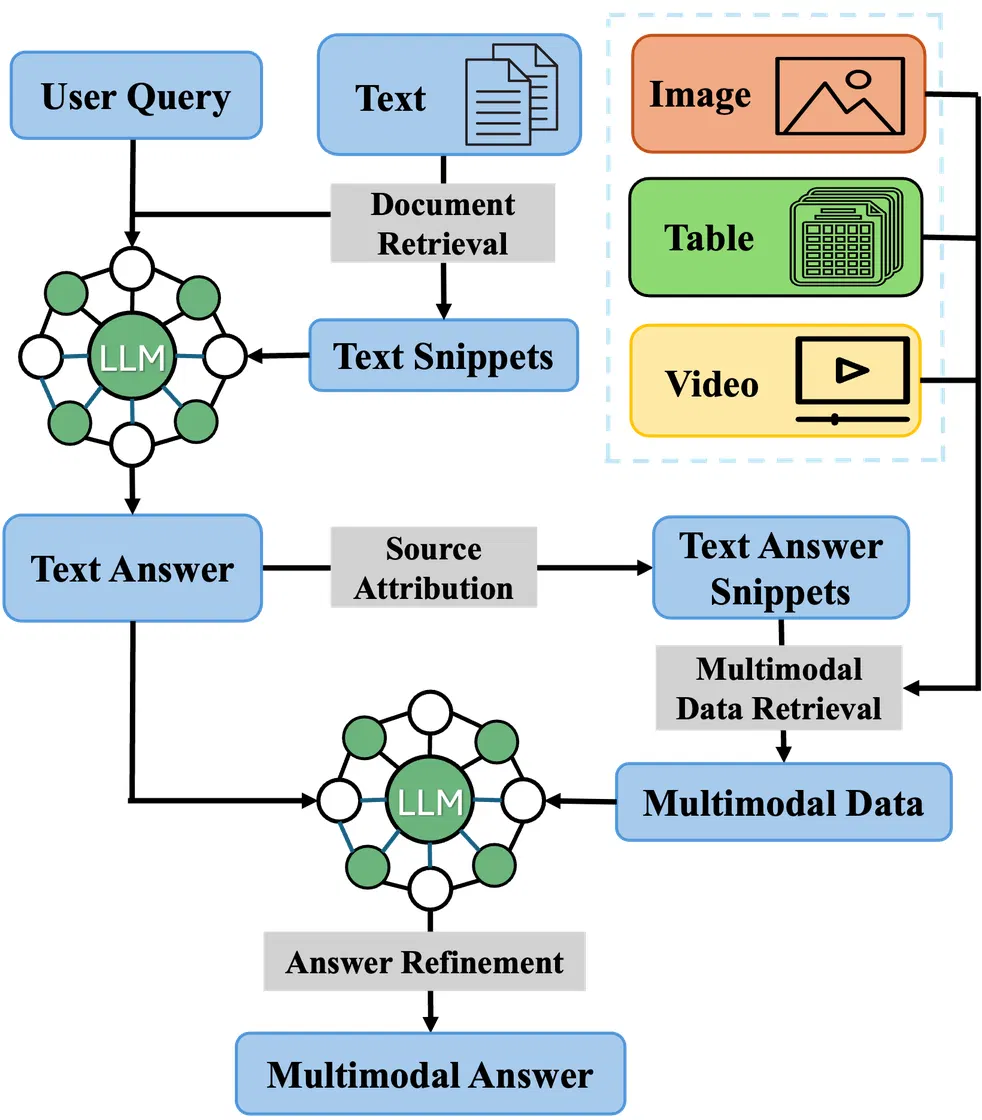 User Query
Text
Image
Document
Retrieval
Table
LLM
Text Snippets
Video
Text Answer
Source
Attribution
Text Answer
Snippets
Multimodal
Data Retrieval
LLM
Multimodal Data
Answer Refinement
Multimodal Answer